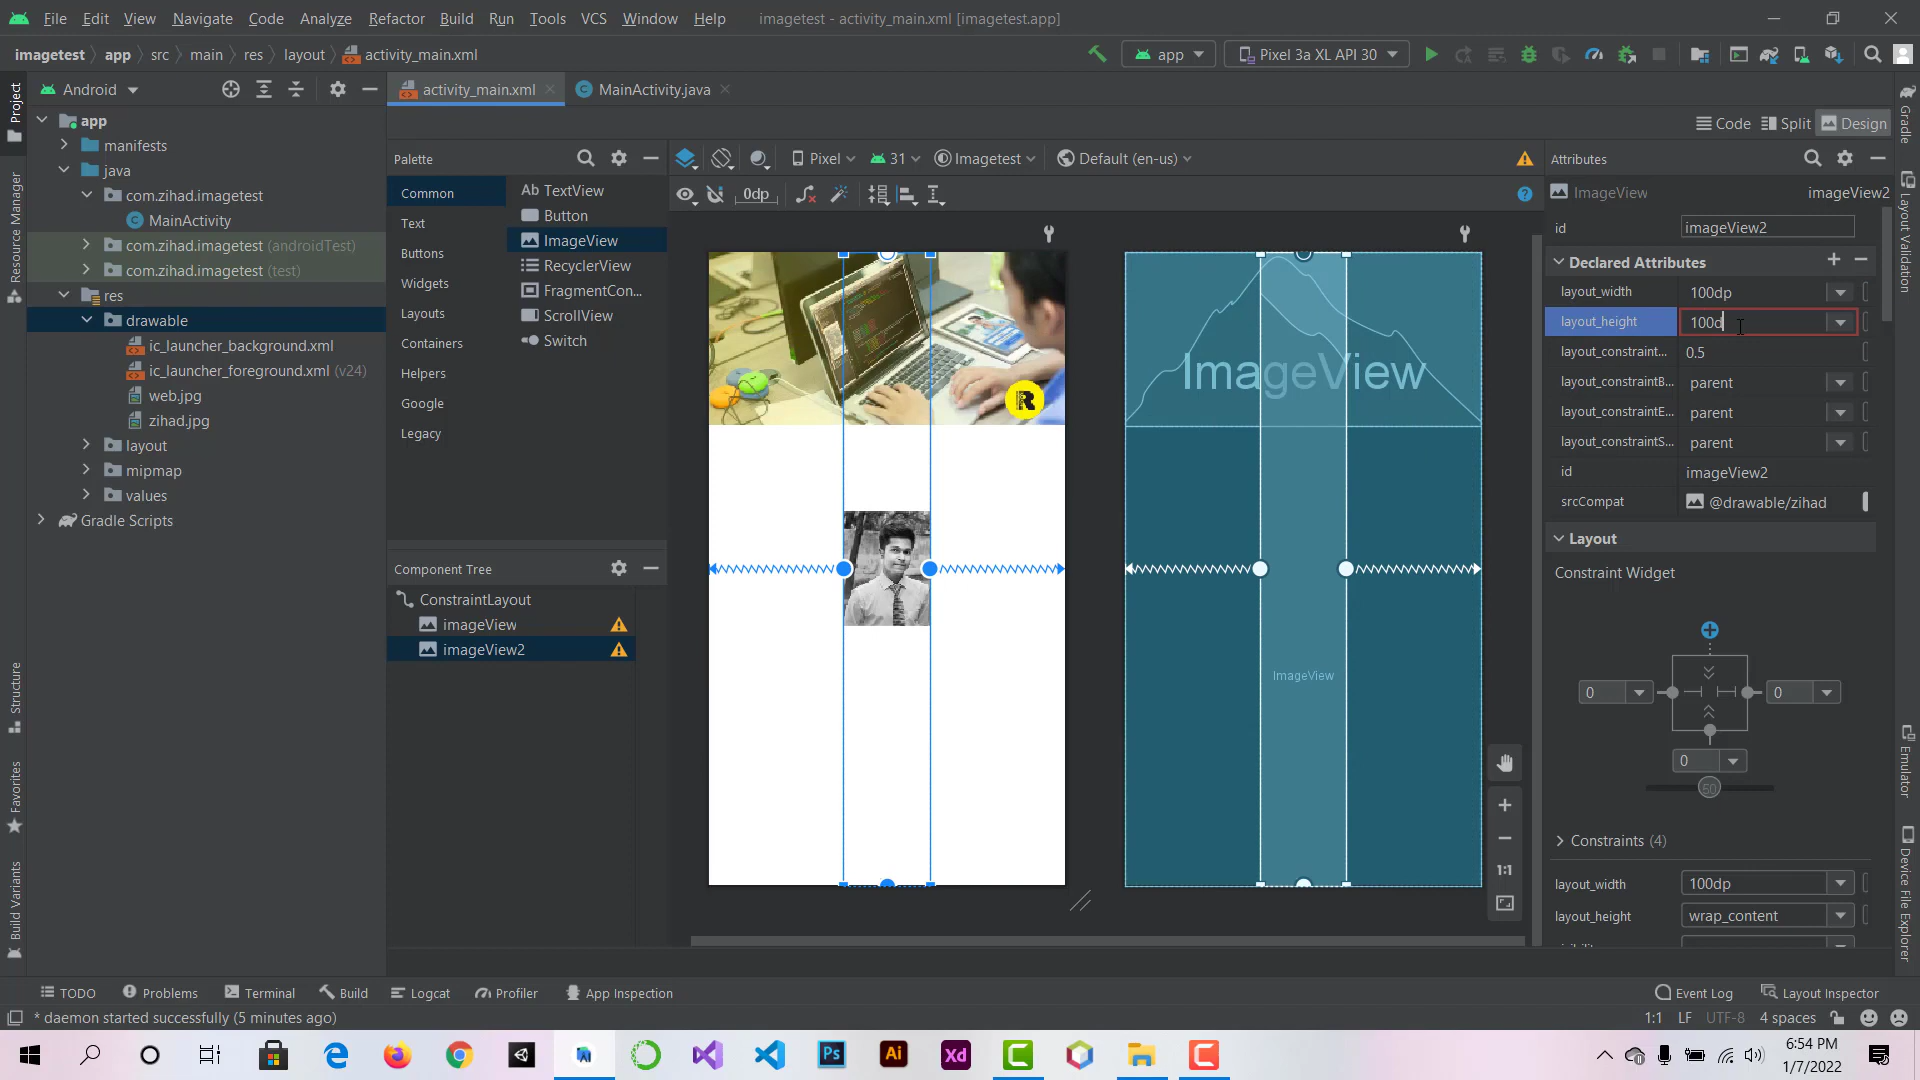 File Edit View Navigate Code Analyze Refactor Build Run Tools VCS Window Help imagetest - activity_main.xml [imagetest.app]
imagetest app src main res layout activity_main.xml app Pixel 3a XL API 30
Android activity_main.xml MainActivity.java
Code Split Design
Project
Resource Manager
Structure
Favorites
Build Variants
app
manifests
java
com.zihad.imagetest
MainActivity
com.zihad.imagetest (androidTest)
com.zihad.imagetest (test)
res
drawable
ic_launcher_background.xml
ic_launcher_foreground.xml (v24)
web.jpg
zihad.jpg
layout
mipmap
values
Gradle Scripts
Palette
Common
Text
Buttons
Widgets
Layouts
Containers
Helpers
Google
Legacy
Ab TextView
Button
ImageView
RecyclerView
FragmentCon...
ScrollView
Switch
Component Tree
ConstraintLayout
imageView
imageView2
Pixel 31 Imagetest Default (en-us)
0dp
R
ImageView
ImageView
1:1
Attributes
ImageView imageView2
id imageView2
Declared Attributes
layout_width 100dp
layout_height 100d
layout_constraint... 0.5
layout_constraintB... parent
layout_constraintE... parent
layout_constraintS... parent
id imageView2
srcCompat @drawable/zihad
Layout
Constraint Widget
0 0
0
50
Constraints (4)
layout_width 100dp
layout_height wrap_content
Gradle
Layout Validation
Emulator
Device File Explorer
TODO Problems Terminal Build Logcat Profiler App Inspection Event Log Layout Inspector
* daemon started successfully (5 minutes ago) 1:1 LF UTF-8 4 spaces
Ps Ai Xd
6:54 PM
1/7/2022